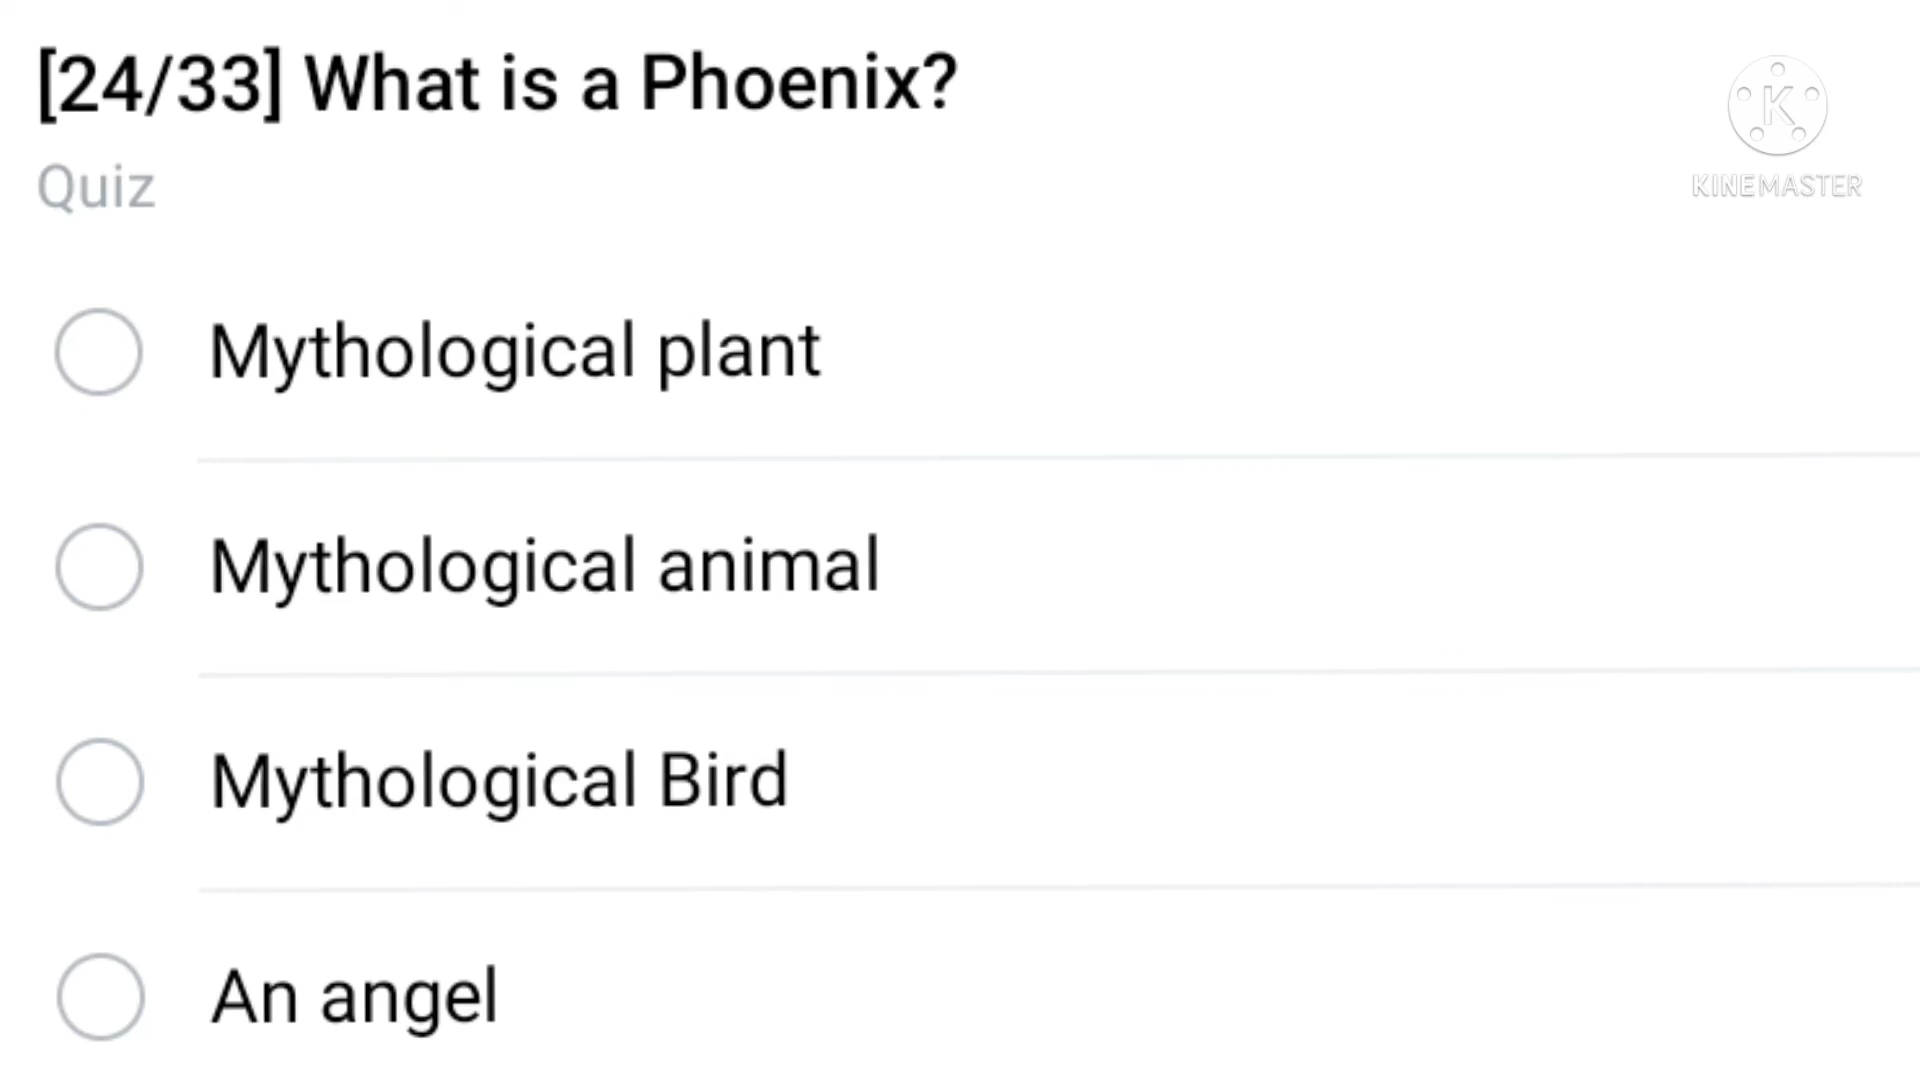 [24/33] What is a Phoenix?
KINEMASTER
Quiz
Mythological plant
Mythological animal
Mythological Bird
An angel